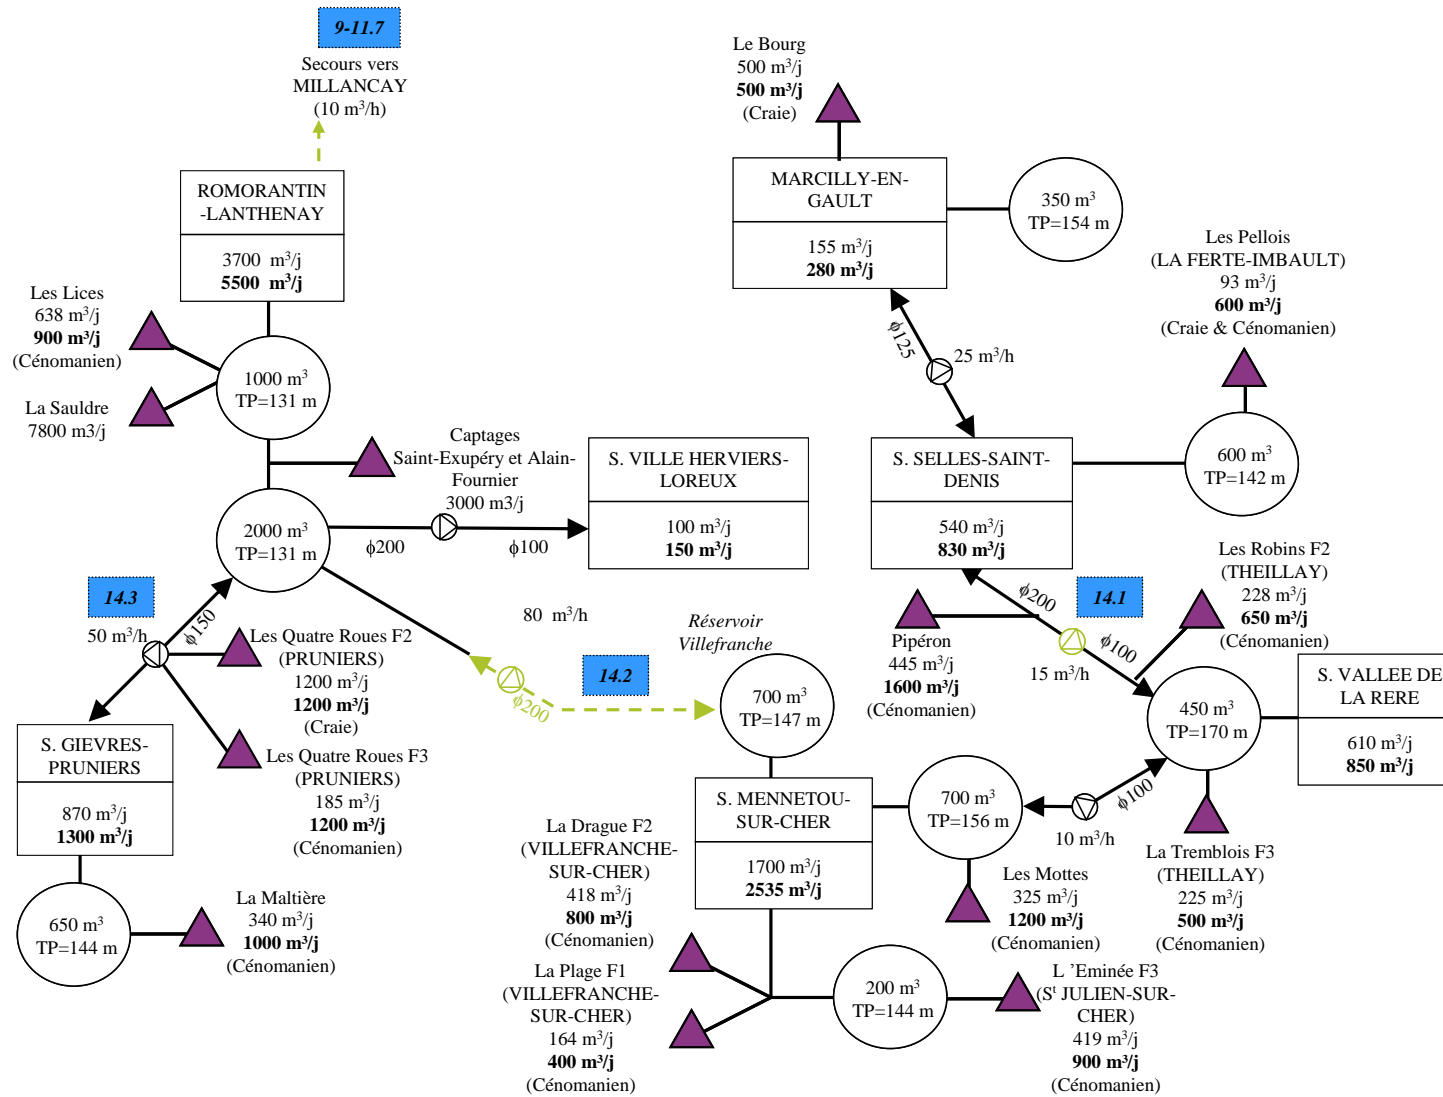 9-11.7
Secours vers
MILLANCAY
(10 m³/h)
ROMORANTIN
-LANTHENAY
3700 m³/j
5500 m³/j
Les Lices
638 m³/j
900 m³/j
(Cénomanien)
1000 m³
TP=131 m
La Sauldre
7800 m3/j
Captages
Saint-Exupéry et Alain-
Fournier
3000 m3/j
2000 m³
TP=131 m
ϕ200
ϕ100
S. VILLE HERVIERS-
LOREUX
100 m³/j
150 m³/j
14.3
50 m³/h
ϕ150
Les Quatre Roues F2
(PRUNIERS)
1200 m³/j
1200 m³/j
(Craie)
Les Quatre Roues F3
(PRUNIERS)
185 m³/j
1200 m³/j
(Cénomanien)
S. GIEVRES-
PRUNIERS
870 m³/j
1300 m³/j
650 m³
TP=144 m
La Maltière
340 m³/j
1000 m³/j
(Cénomanien)
80 m³/h
ϕ200
14.2
Réservoir
Villefranche
700 m³
TP=147 m
S. MENNETOU-
SUR-CHER
1700 m³/j
2535 m³/j
La Drague F2
(VILLEFRANCHE-
SUR-CHER)
418 m³/j
800 m³/j
(Cénomanien)
La Plage F1
(VILLEFRANCHE-
SUR-CHER)
164 m³/j
400 m³/j
(Cénomanien)
200 m³
TP=144 m
L ’Eminée F3
(Sᵗ JULIEN-SUR-
CHER)
419 m³/j
900 m³/j
(Cénomanien)
700 m³
TP=156 m
Les Mottes
325 m³/j
1200 m³/j
(Cénomanien)
10 m³/h
ϕ100
Le Bourg
500 m³/j
500 m³/j
(Craie)
MARCILLY-EN-
GAULT
155 m³/j
280 m³/j
350 m³
TP=154 m
ϕ125
25 m³/h
Les Pellois
(LA FERTE-IMBAULT)
93 m³/j
600 m³/j
(Craie & Cénomanien)
S. SELLES-SAINT-
DENIS
540 m³/j
830 m³/j
600 m³
TP=142 m
ϕ200
14.1
ϕ100
15 m³/h
Pipéron
445 m³/j
1600 m³/j
(Cénomanien)
Les Robins F2
(THEILLAY)
228 m³/j
650 m³/j
(Cénomanien)
450 m³
TP=170 m
S. VALLEE DE
LA RERE
610 m³/j
850 m³/j
La Tremblois F3
(THEILLAY)
225 m³/j
500 m³/j
(Cénomanien)